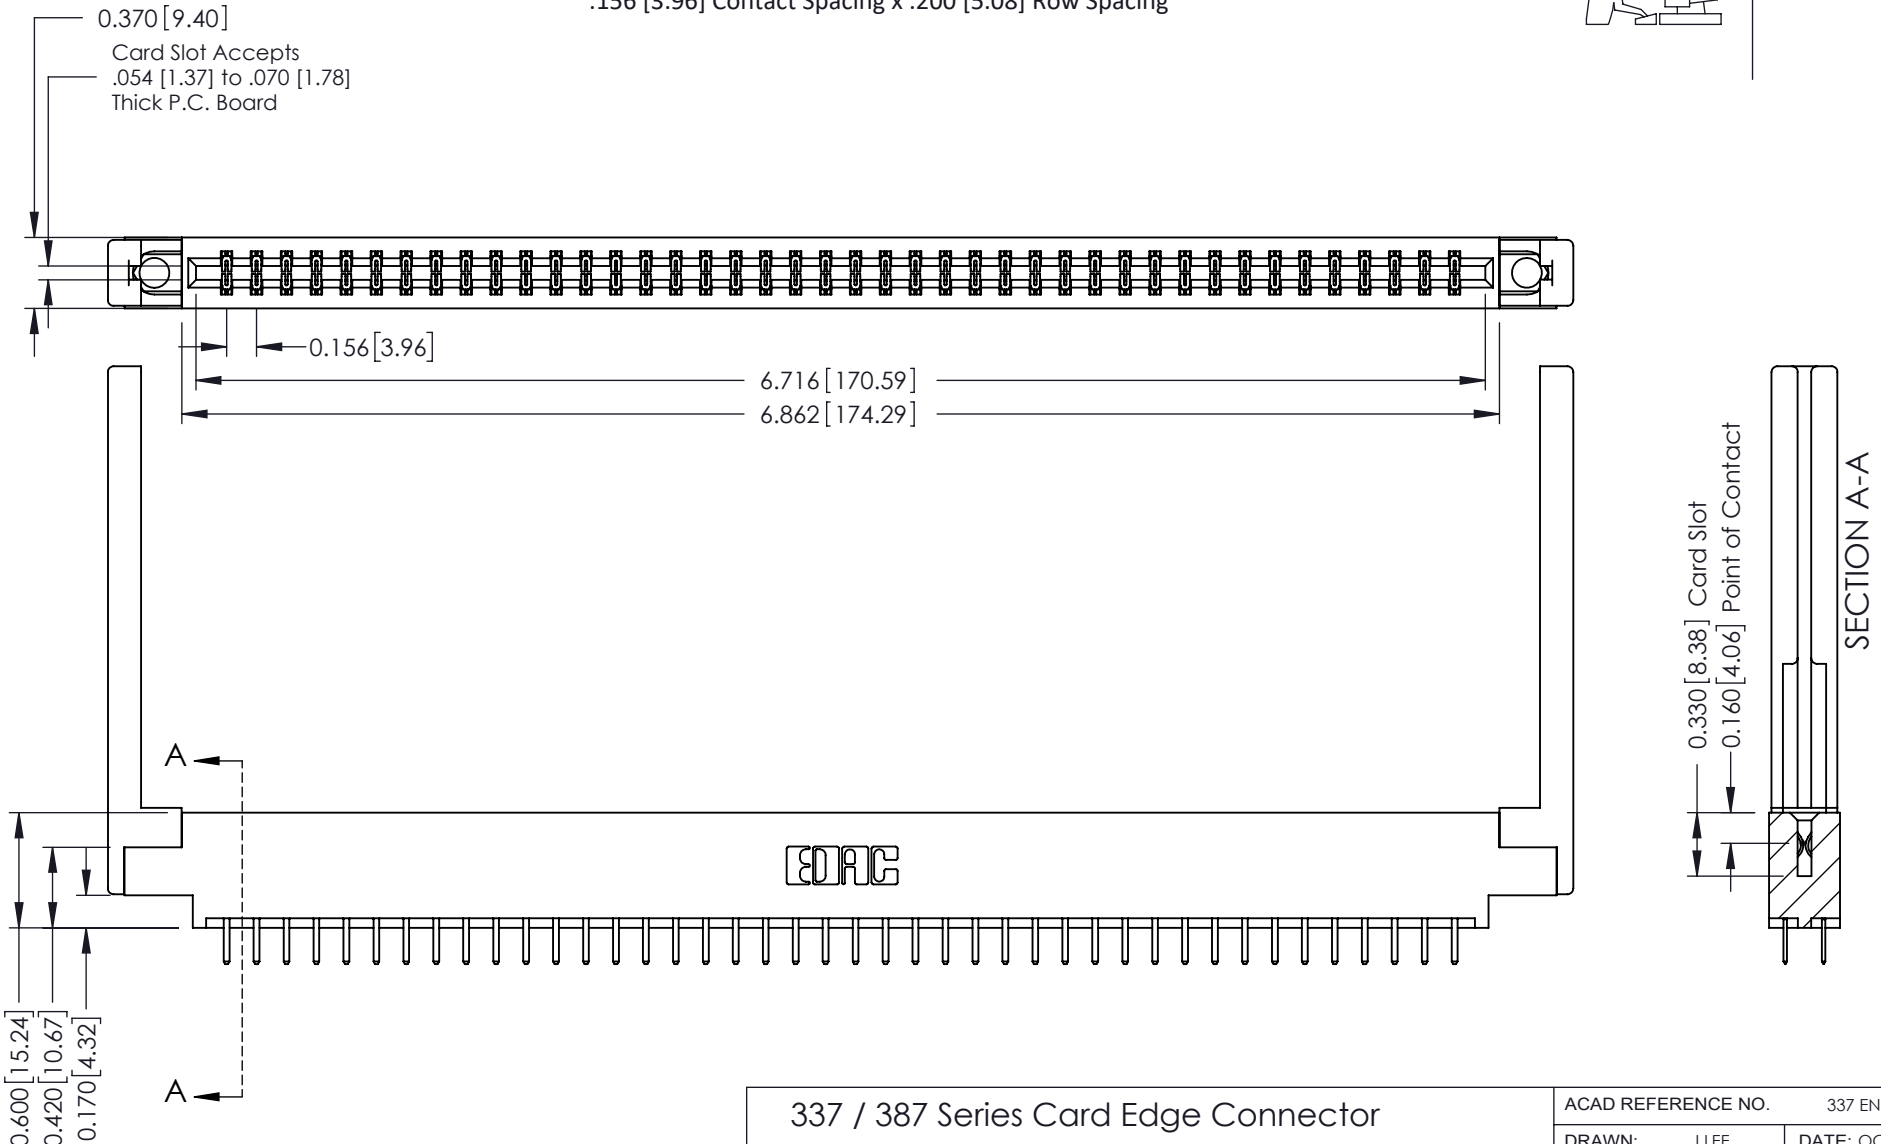 .156 [3.96] Contact Spacing x .200 [5.08] Row Spacing
0.370 [9.40]
Card Slot Accepts
.054 [1.37] to .070 [1.78]
Thick P.C. Board
0.156 [3.96]
6.716 [170.59]
6.862 [174.29]
0.330 [8.38] Card Slot
0.160 [4.06] Point of Contact
SECTION A-A
A
EDAC
0.600 [15.24]
0.420 [10.67]
0.170 [4.32]
A
337 / 387 Series Card Edge Connector
ACAD REFERENCE NO. 337 EN
DRAWN: J.LEE
DATE: OC